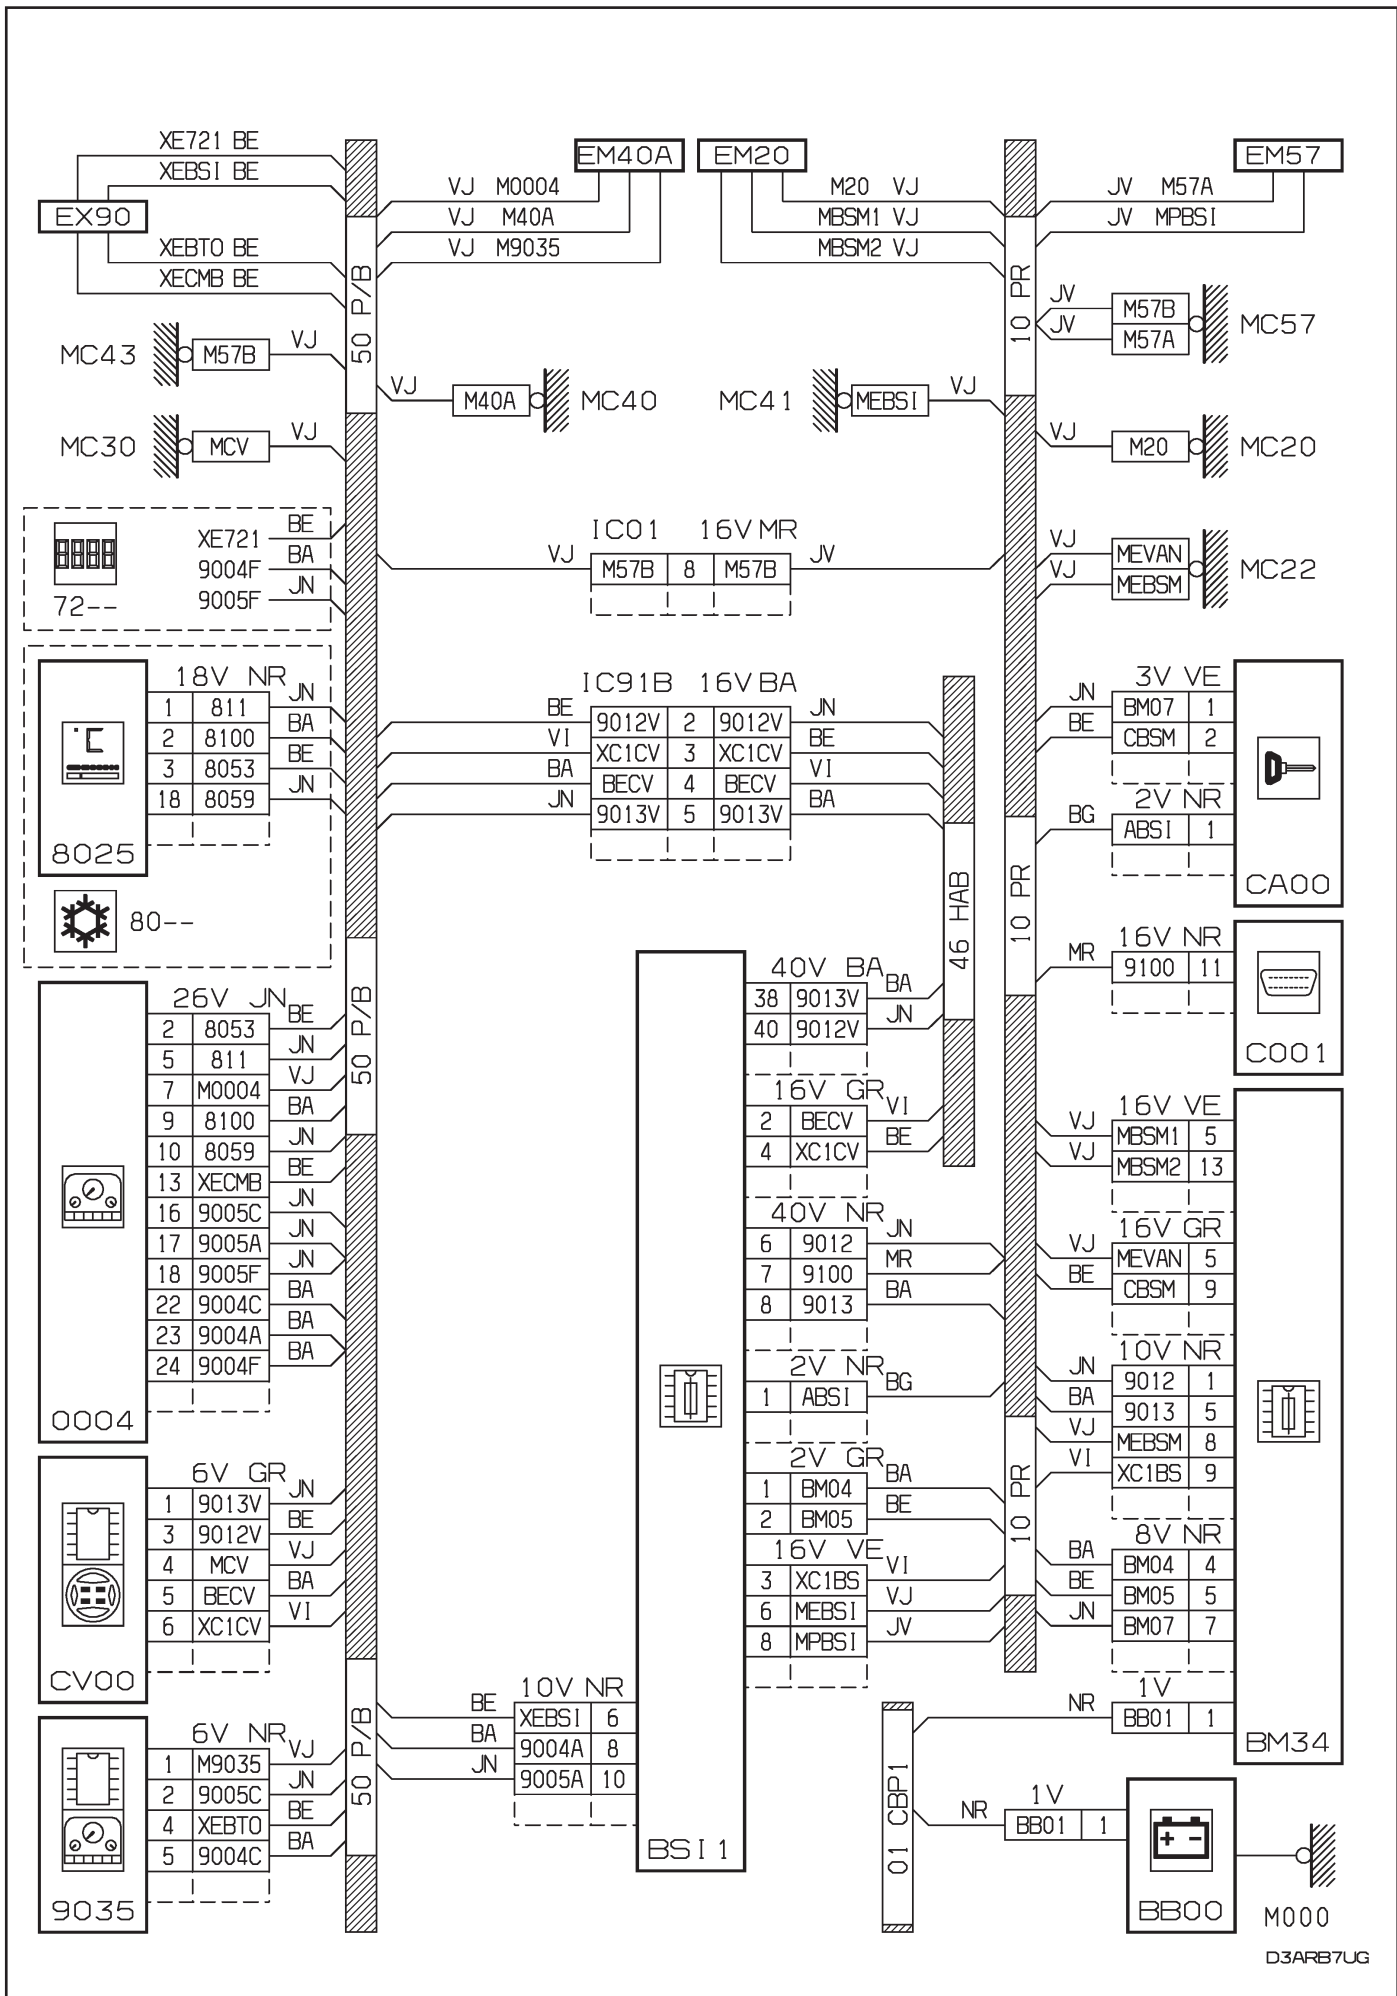 XE721 BE
XEBSI BE
EX90
XEBTO BE
XECMB BE
EM40A
EM20
EM57
VJ M0004
VJ M40A
VJ M9035
M20 VJ
MBSM1 VJ
MBSM2 VJ
JV M57A
JV MPBSI
50 P/B
10 PR
MC43 M57B VJ
JV M57B
JV M57A
MC57
VJ M40A MC40
MC41 MEBSI VJ
MC30 MCV VJ
VJ M20 MC20
72--
XE721 BE
9004F BA
9005F JN
IC01 16V MR
VJ M57B 8 M57B JV
VJ MEVAN
VJ MEBSM
MC22
18V NR
1 811 JN
2 8100 BA
3 8053 BE
18 8059 JN
°C
8025
80--
IC91B 16V BA
BE 9012V 2 9012V JN
VI XC1CV 3 XC1CV BE
BA BECV 4 BECV VI
JN 9013V 5 9013V BA
46 HAB
3V VE
JN BM07 1
BE CBSM 2
2V NR
BG ABSI 1
CA00
10 PR
16V NR
MR 9100 11
C001
26V JN
2 8053 BE
5 811 JN
7 M0004 VJ
9 8100 BA
10 8059 JN
13 XECMB BE
16 9005C JN
17 9005A JN
18 9005F JN
22 9004C BA
23 9004A BA
24 9004F BA
0004
50 P/B
40V BA
38 9013V BA
40 9012V JN
16V GR
2 BECV VI
4 XC1CV BE
40V NR
6 9012 JN
7 9100 MR
8 9013 BA
2V NR
1 ABSI BG
2V GR
1 BM04 BA
2 BM05 BE
16V VE
3 XC1BS VI
6 MEBSI VJ
8 MPBSI JV
16V VE
VJ MBSM1 5
VJ MBSM2 13
16V GR
VJ MEVAN 5
BE CBSM 9
10V NR
JN 9012 1
BA 9013 5
VJ MEBSM 8
VI XC1BS 9
10 PR
8V NR
BA BM04 4
BE BM05 5
JN BM07 7
1V
NR BB01 1
BM34
6V GR
1 9013V JN
3 9012V BE
4 MCV VJ
5 BECV BA
6 XC1CV VI
CV00
50 P/B
10V NR
BE XEBSI 6
BA 9004A 8
JN 9005A 10
BSI1
6V NR
1 M9035 VJ
2 9005C JN
4 XEBTO BE
5 9004C BA
9035
01 CBP1
1V
NR BB01 1
+ -
BB00
M000
D3ARB7UG